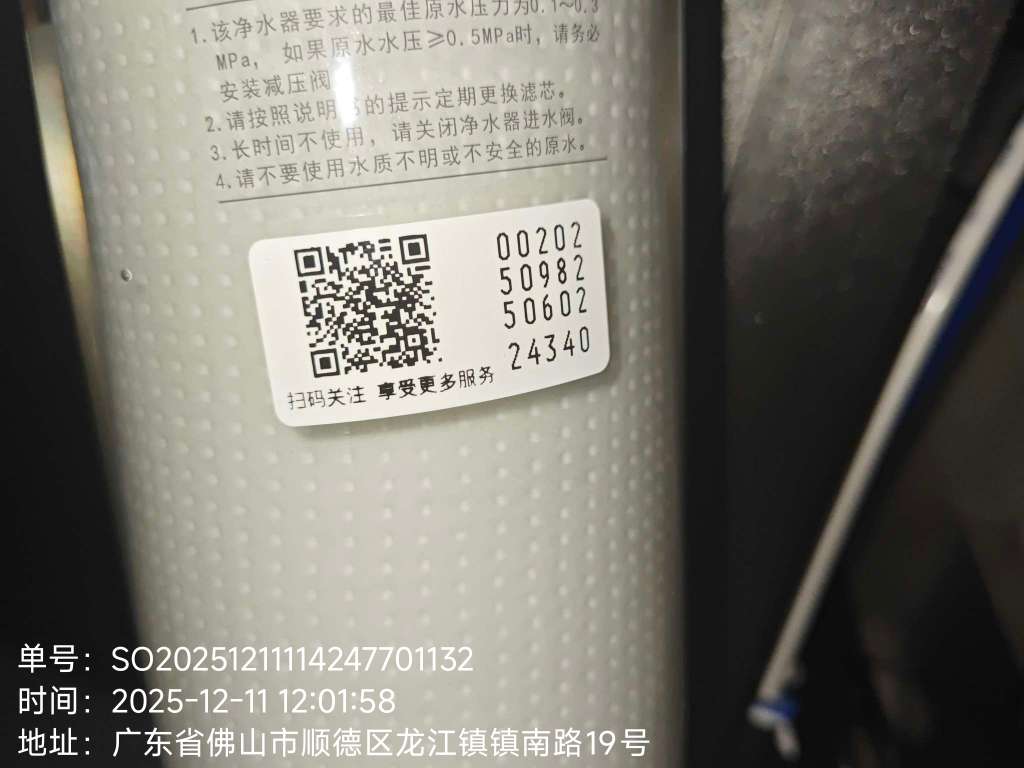 1.该净水器要求的最佳原水压力为0.1~0.3
MPa, 如果原水水压≥0.5MPa时，请务必
安装减压阀
2.请按照说明 的提示定期更换滤芯。
3.长时间不使用，请关闭净水器进水阀。
4.请不要使用水质不明或不安全的原水。
00202
50982
50602
24340
扫码关注 享受更多服务
单号：SO20251211114247701132
时间：2025-12-11 12:01:58
地址：广东省佛山市顺德区龙江镇镇南路19号